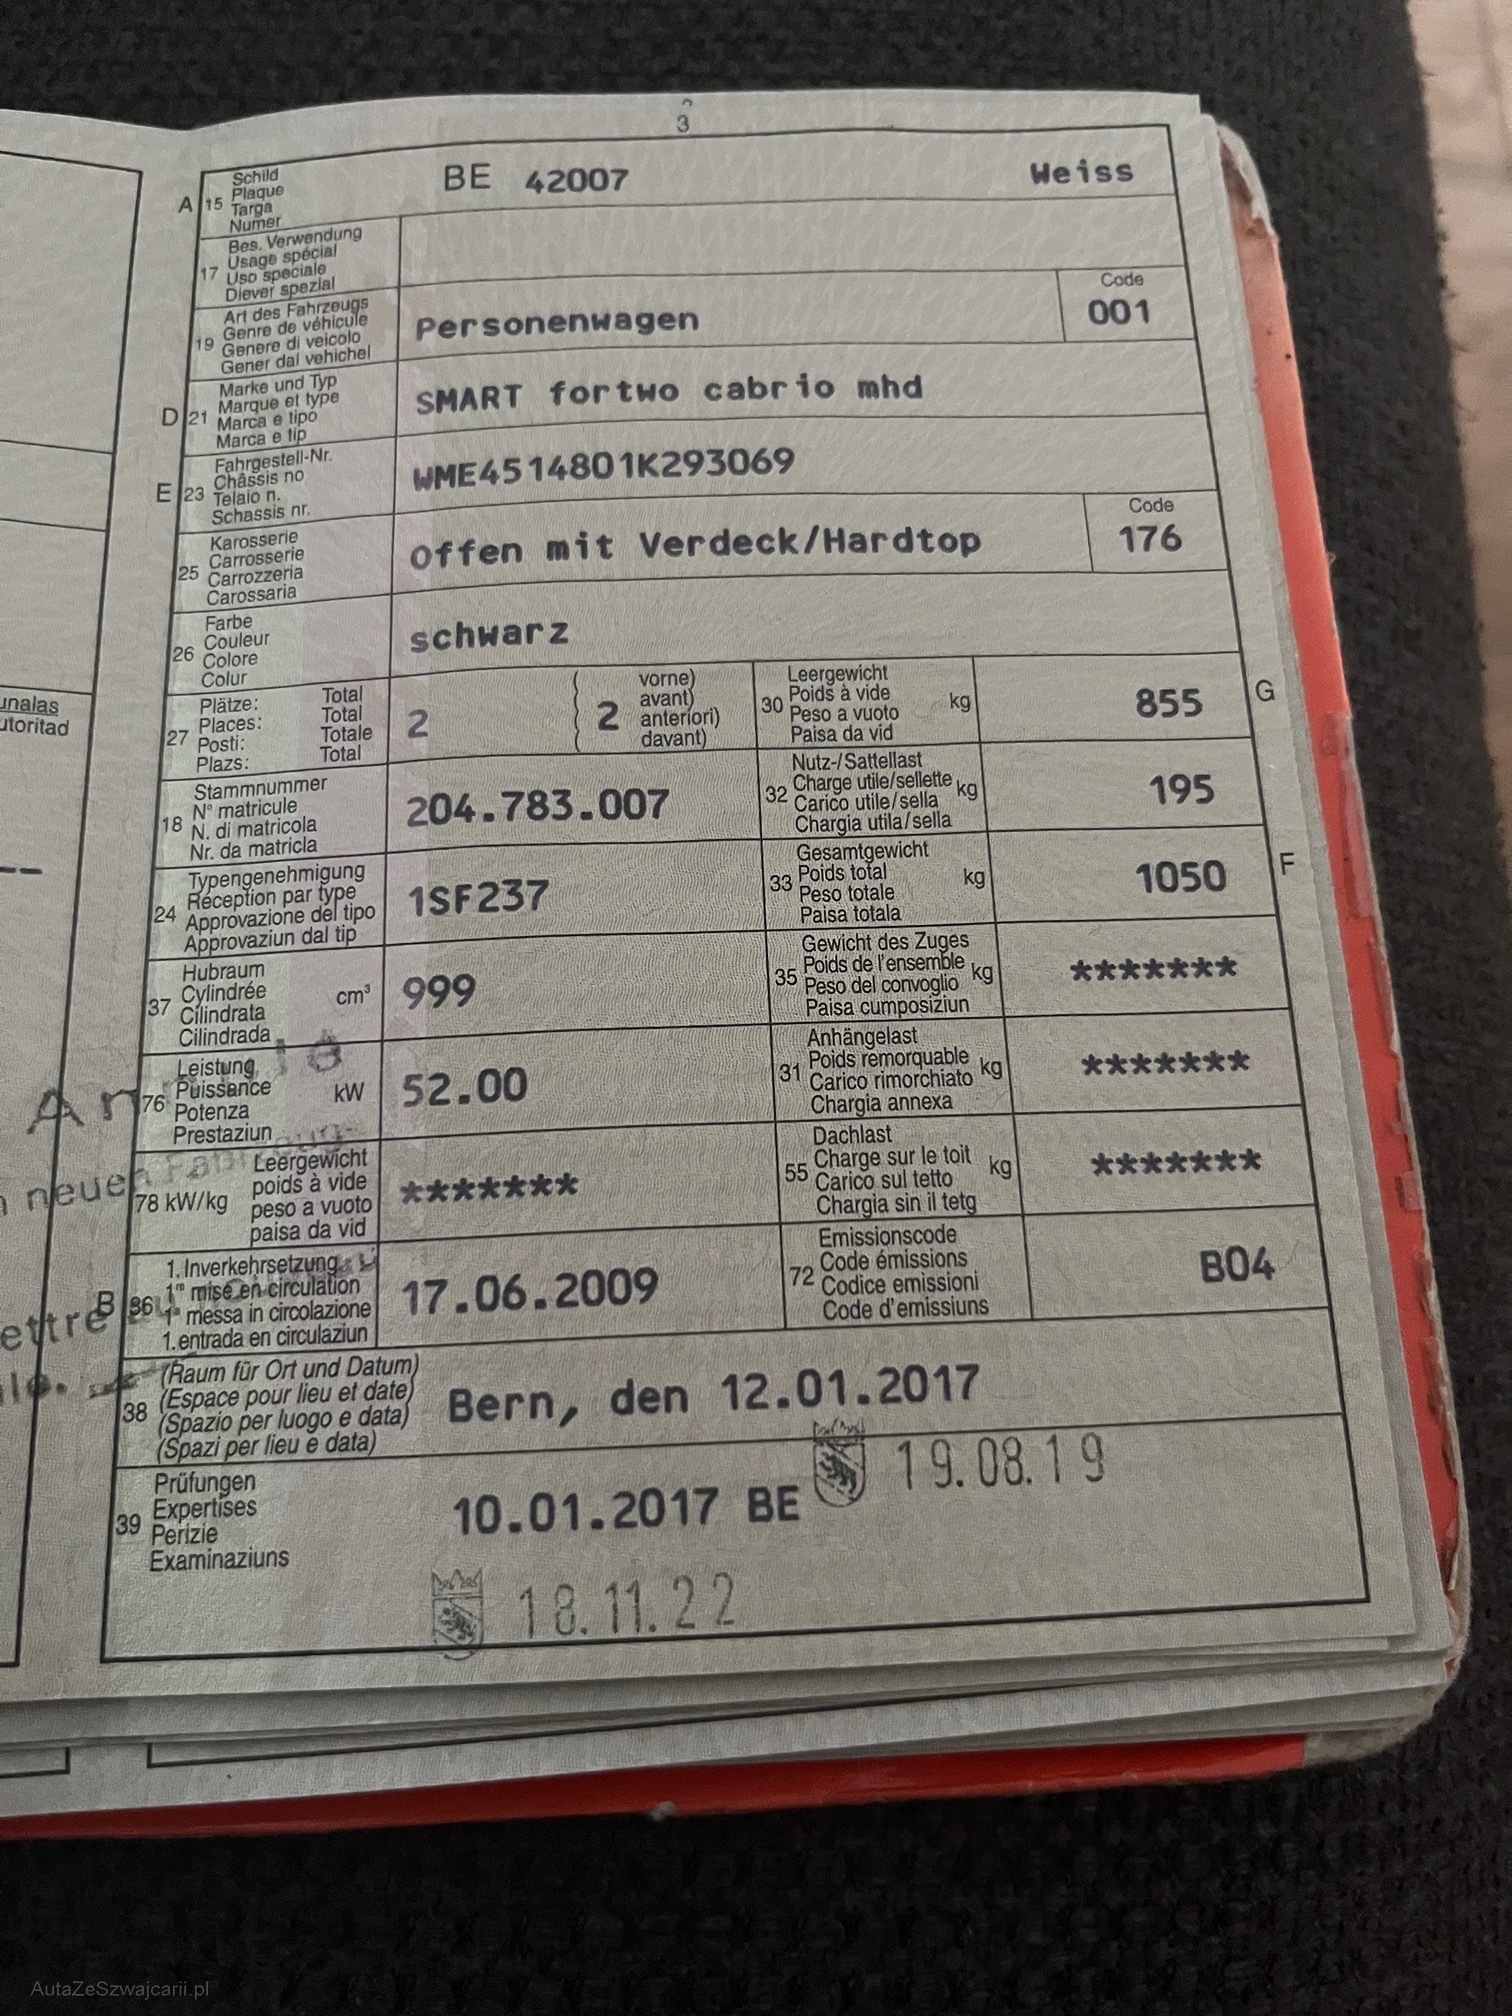 3
A 15 Schild
Plaque
Targa
Numer
BE 42007 Weiss
17 Bes. Verwendung
Usage spécial
Uso speciale
Diever spezial
19 Art des Fahrzeugs
Genre de véhicule
Genere di veicolo
Gener dal vehichel
Personenwagen
Code
001
D 21 Marke und Typ
Marque et type
Marca e tipo
Marca e tip
SMART fortwo cabrio mhd
E 23 Fahrgestell-Nr.
Châssis no
Telaio n.
Schassis nr.
WME4514801K293069
25 Karosserie
Carrosserie
Carrozzeria
Carossaria
Offen mit Verdeck/Hardtop
Code
176
26 Farbe
Couleur
Colore
Colur
schwarz
27 Plätze: Total
Places: Total
Posti: Totale
Plazs: Total
2
2
vorne)
avant)
anteriori)
davant)
30 Leergewicht
Poids à vide
Peso a vuoto
Paisa da vid
kg
855
G
18 Stammnummer
N° matricule
N. di matricola
Nr. da matricla
204.783.007
32 Nutz-/Sattellast
Charge utile/sellette
Carico utile/sella
Chargia utila/sella
kg
195
24 Typengenehmigung
Réception par type
Approvazione del tipo
Approvaziun dal tip
1SF237
33 Gesamtgewicht
Poids total
Peso totale
Paisa totala
kg
1050
F
37 Hubraum
Cylindrée
Cilindrata
Cilindrada
cm³
999
35 Gewicht des Zuges
Poids de l'ensemble
Peso del convoglio
Paisa cumposiziun
kg
*******
76 Leistung
Puissance
Potenza
Prestaziun
kW
52.00
31 Anhängelast
Poids remorquable
Carico rimorchiato
Chargia annexa
kg
*******
78 kW/kg Leergewicht
poids à vide
peso a vuoto
paisa da vid
*******
55 Dachlast
Charge sur le toit
Carico sul tetto
Chargia sin il tetg
kg
*******
B 36 1. Inverkehrsetzung
1re mise en circulation
1a messa in circolazione
1. entrada en circulaziun
17.06.2009
72 Emissionscode
Code émissions
Codice emissioni
Code d'emissiuns
B04
38 (Raum für Ort und Datum)
(Espace pour lieu et date)
(Spazio per luogo e data)
(Spazi per lieu e data)
Bern, den 12.01.2017
39 Prüfungen
Expertises
Perizie
Examinaziuns
10.01.2017 BE
19.08.19
18.11.22
neuen
AutaZeSzwajcarii.pl